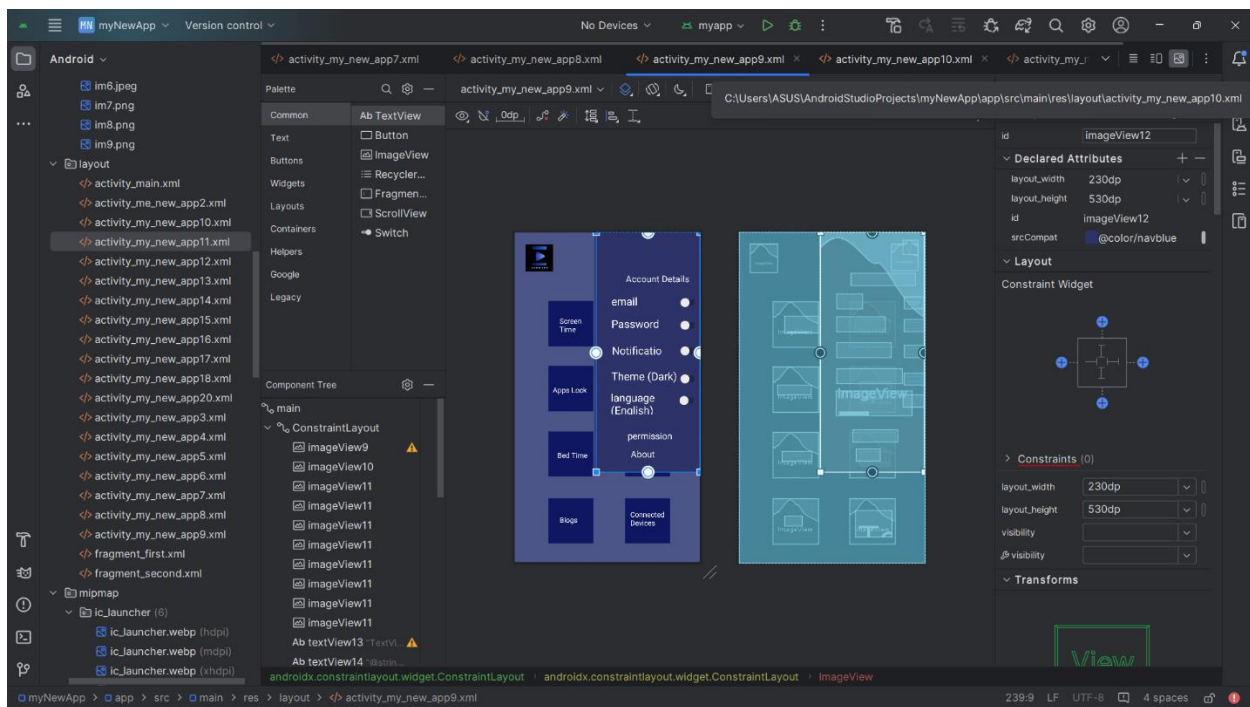 MN myNewApp Version control No Devices myapp
Android
im6.jpeg
im7.png
im8.png
im9.png
layout
activity_main.xml
activity_me_new_app2.xml
activity_my_new_app10.xml
activity_my_new_app11.xml
activity_my_new_app12.xml
activity_my_new_app13.xml
activity_my_new_app14.xml
activity_my_new_app15.xml
activity_my_new_app16.xml
activity_my_new_app17.xml
activity_my_new_app18.xml
activity_my_new_app20.xml
activity_my_new_app3.xml
activity_my_new_app4.xml
activity_my_new_app5.xml
activity_my_new_app6.xml
activity_my_new_app7.xml
activity_my_new_app8.xml
activity_my_new_app9.xml
fragment_first.xml
fragment_second.xml
mipmap
ic_launcher (6)
ic_launcher.webp (hdpi)
ic_launcher.webp (mdpi)
ic_launcher.webp (xhdpi)
activity_my_new_app7.xml activity_my_new_app8.xml activity_my_new_app9.xml activity_my_new_app10.xml activity_my_
Palette
activity_my_new_app9.xml
C:\Users\ASUS\AndroidStudioProjects\myNewApp\app\src\main\res\layout\activity_my_new_app10.xml
0dp
Common
Text
Buttons
Widgets
Layouts
Containers
Helpers
Google
Legacy
Ab TextView
Button
ImageView
Recycler...
Fragmen...
ScrollView
Switch
Component Tree
main
ConstraintLayout
imageView9
imageView10
imageView11
imageView11
imageView11
imageView11
imageView11
imageView11
imageView11
imageView11
Ab textView13 "TextVi...
Ab textView14 "@strin...
Account Details
email
Password
Notificatio
Theme (Dark)
language
(English)
permission
About
Screen
Time
Apps Lock
Bed Time
Blogs
Connected
Devices
ImageView
id imageView12
Declared Attributes
layout_width 230dp
layout_height 530dp
id imageView12
srcCompat @color/navblue
Layout
Constraint Widget
Constraints (0)
layout_width 230dp
layout_height 530dp
visibility
visibility
Transforms
View
androidx.constraintlayout.widget.ConstraintLayout androidx.constraintlayout.widget.ConstraintLayout ImageView
myNewApp > app > src > main > res > layout > activity_my_new_app9.xml 239:9 LF UTF-8 4 spaces